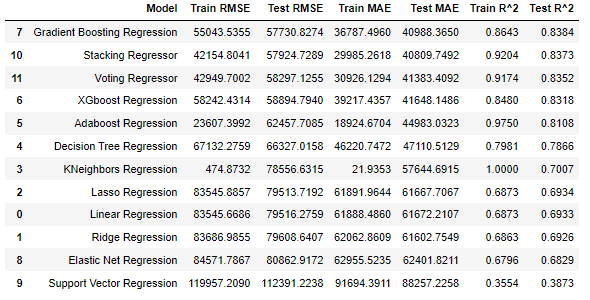 Model Train RMSE Test RMSE Train MAE Test MAE Train R^2 Test R^2
7 Gradient Boosting Regression 55043.5355 57730.8274 36787.4960 40988.3650 0.8643 0.8384
10 Stacking Regressor 42154.8041 57924.7289 29985.2618 40809.7492 0.9204 0.8373
11 Voting Regressor 42949.7002 58297.1255 30926.1294 41383.4092 0.9174 0.8352
6 XGboost Regression 58242.4314 58894.7940 39217.4357 41648.1486 0.8480 0.8318
5 Adaboost Regression 23607.3992 62457.7085 18924.6704 44983.0323 0.9750 0.8108
4 Decision Tree Regression 67132.2759 66327.0158 46220.7472 47110.5129 0.7981 0.7866
3 KNeighbors Regression 474.8732 78556.6315 21.9353 57644.6915 1.0000 0.7007
2 Lasso Regression 83545.8857 79513.7192 61891.9644 61667.7067 0.6873 0.6934
0 Linear Regression 83545.6686 79516.2759 61888.4860 61672.2107 0.6873 0.6933
1 Ridge Regression 83686.9855 79608.6407 62062.8609 61602.7549 0.6863 0.6926
8 Elastic Net Regression 84571.7867 80862.9172 62955.5235 62401.8211 0.6796 0.6829
9 Support Vector Regression 119957.2090 112391.2238 91694.3911 88257.2258 0.3554 0.3873